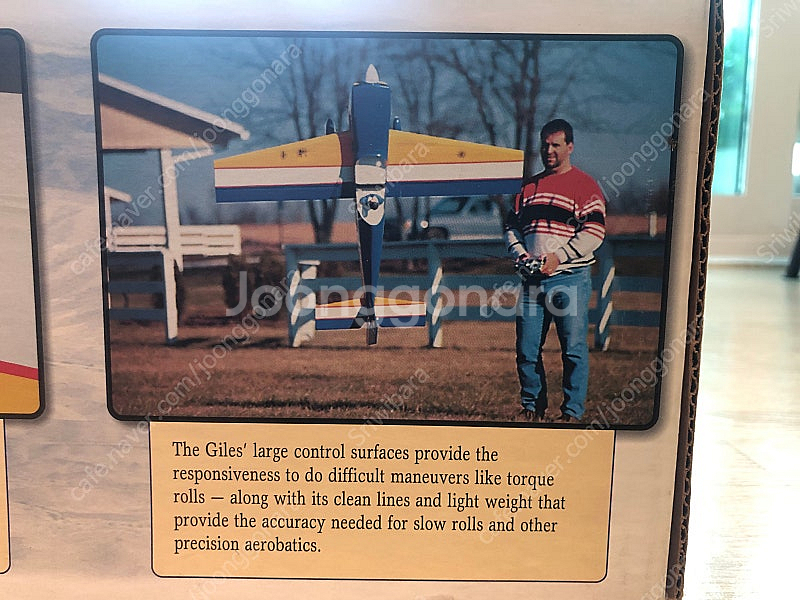 Joonggonara
The Giles' large control surfaces provide the
responsiveness to do difficult maneuvers like torque
rolls — along with its clean lines and light weight that
provide the accuracy needed for slow rolls and other
precision aerobatics.